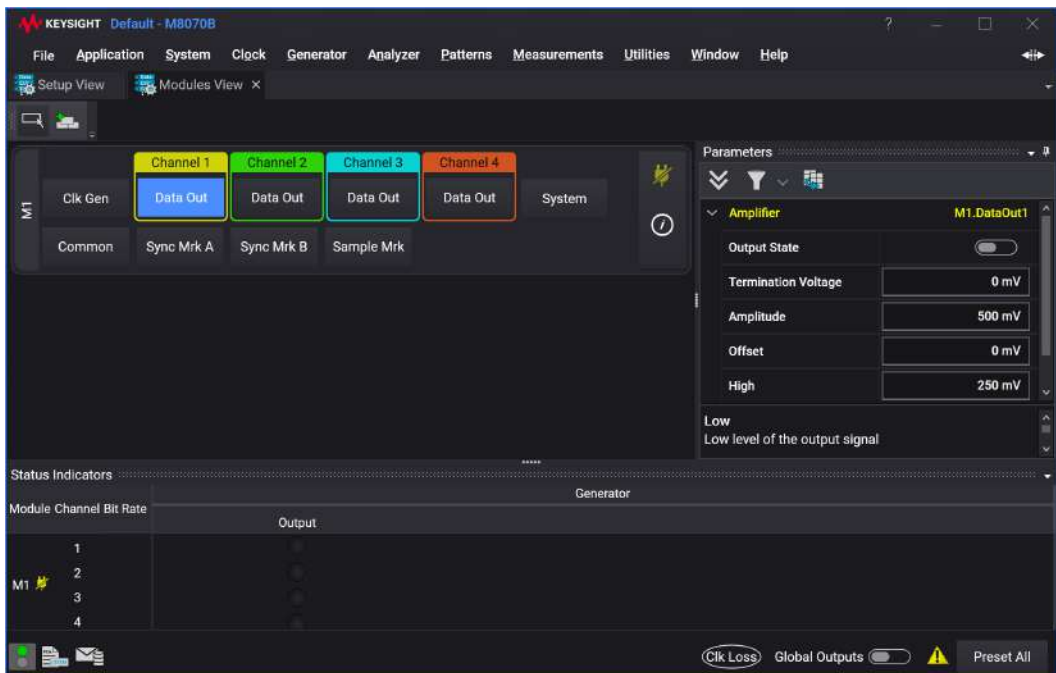 KEYSIGHT Default - M8070B
?
File Application System Clock Generator Analyzer Patterns Measurements Utilities Window Help
Setup View Modules View
M1
Channel 1 Channel 2 Channel 3 Channel 4
Clk Gen Data Out Data Out Data Out Data Out System
Common Sync Mrk A Sync Mrk B Sample Mrk
i
Parameters
Amplifier M1.DataOut1
Output State
Termination Voltage 0 mV
Amplitude 500 mV
Offset 0 mV
High 250 mV
Low
Low level of the output signal
Status Indicators
Module Channel Bit Rate Generator
Output
M1
1
2
3
4
Clk Loss Global Outputs Preset All